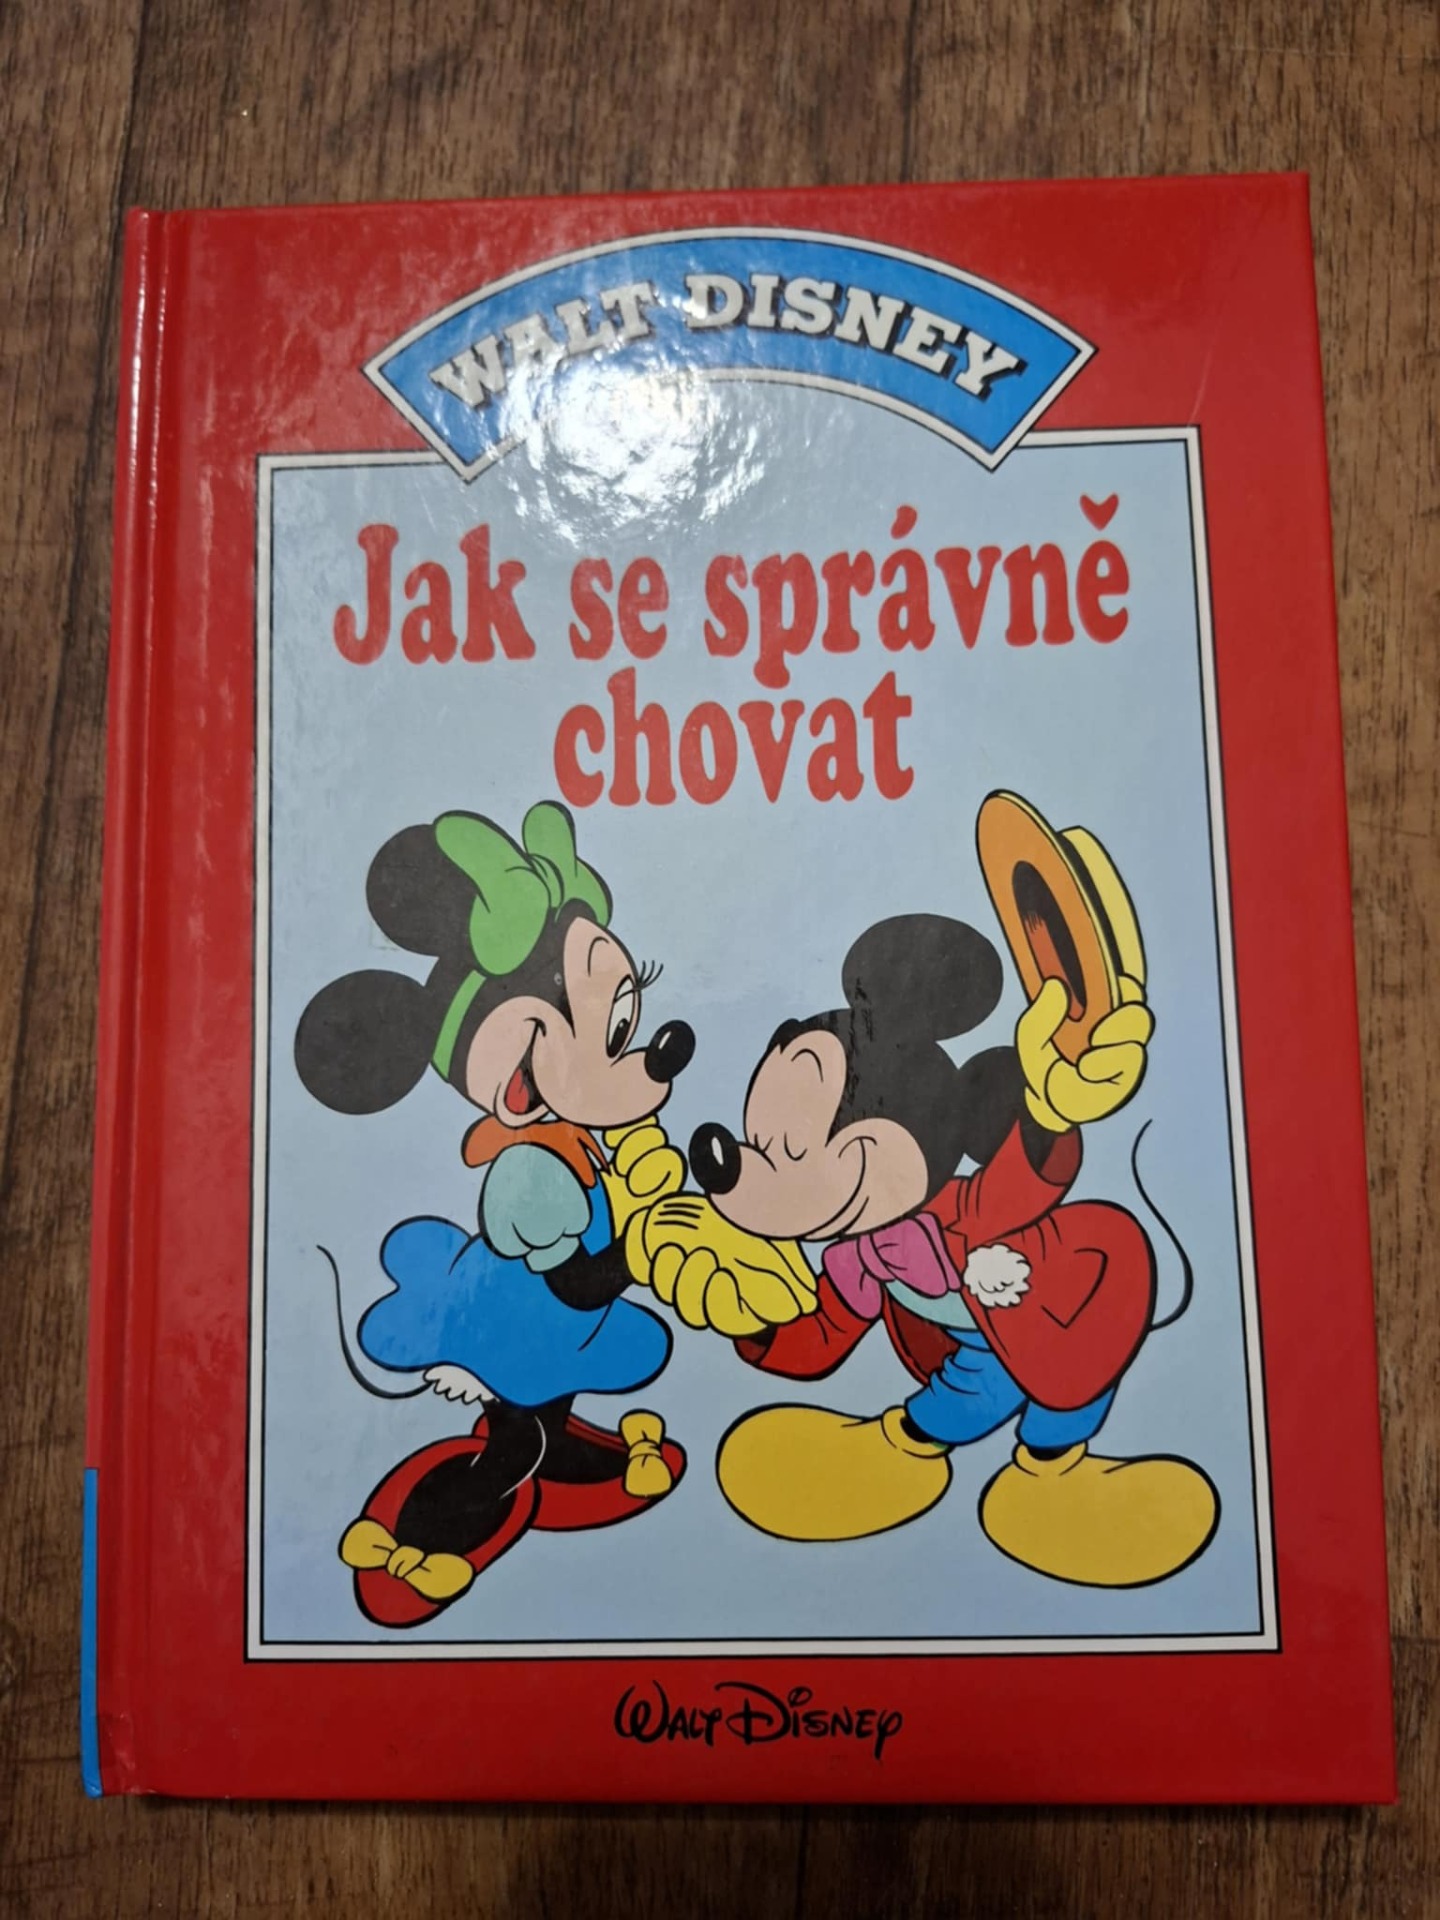 WALT DISNEY
Jak se správně
chovat
WALT DISNEY